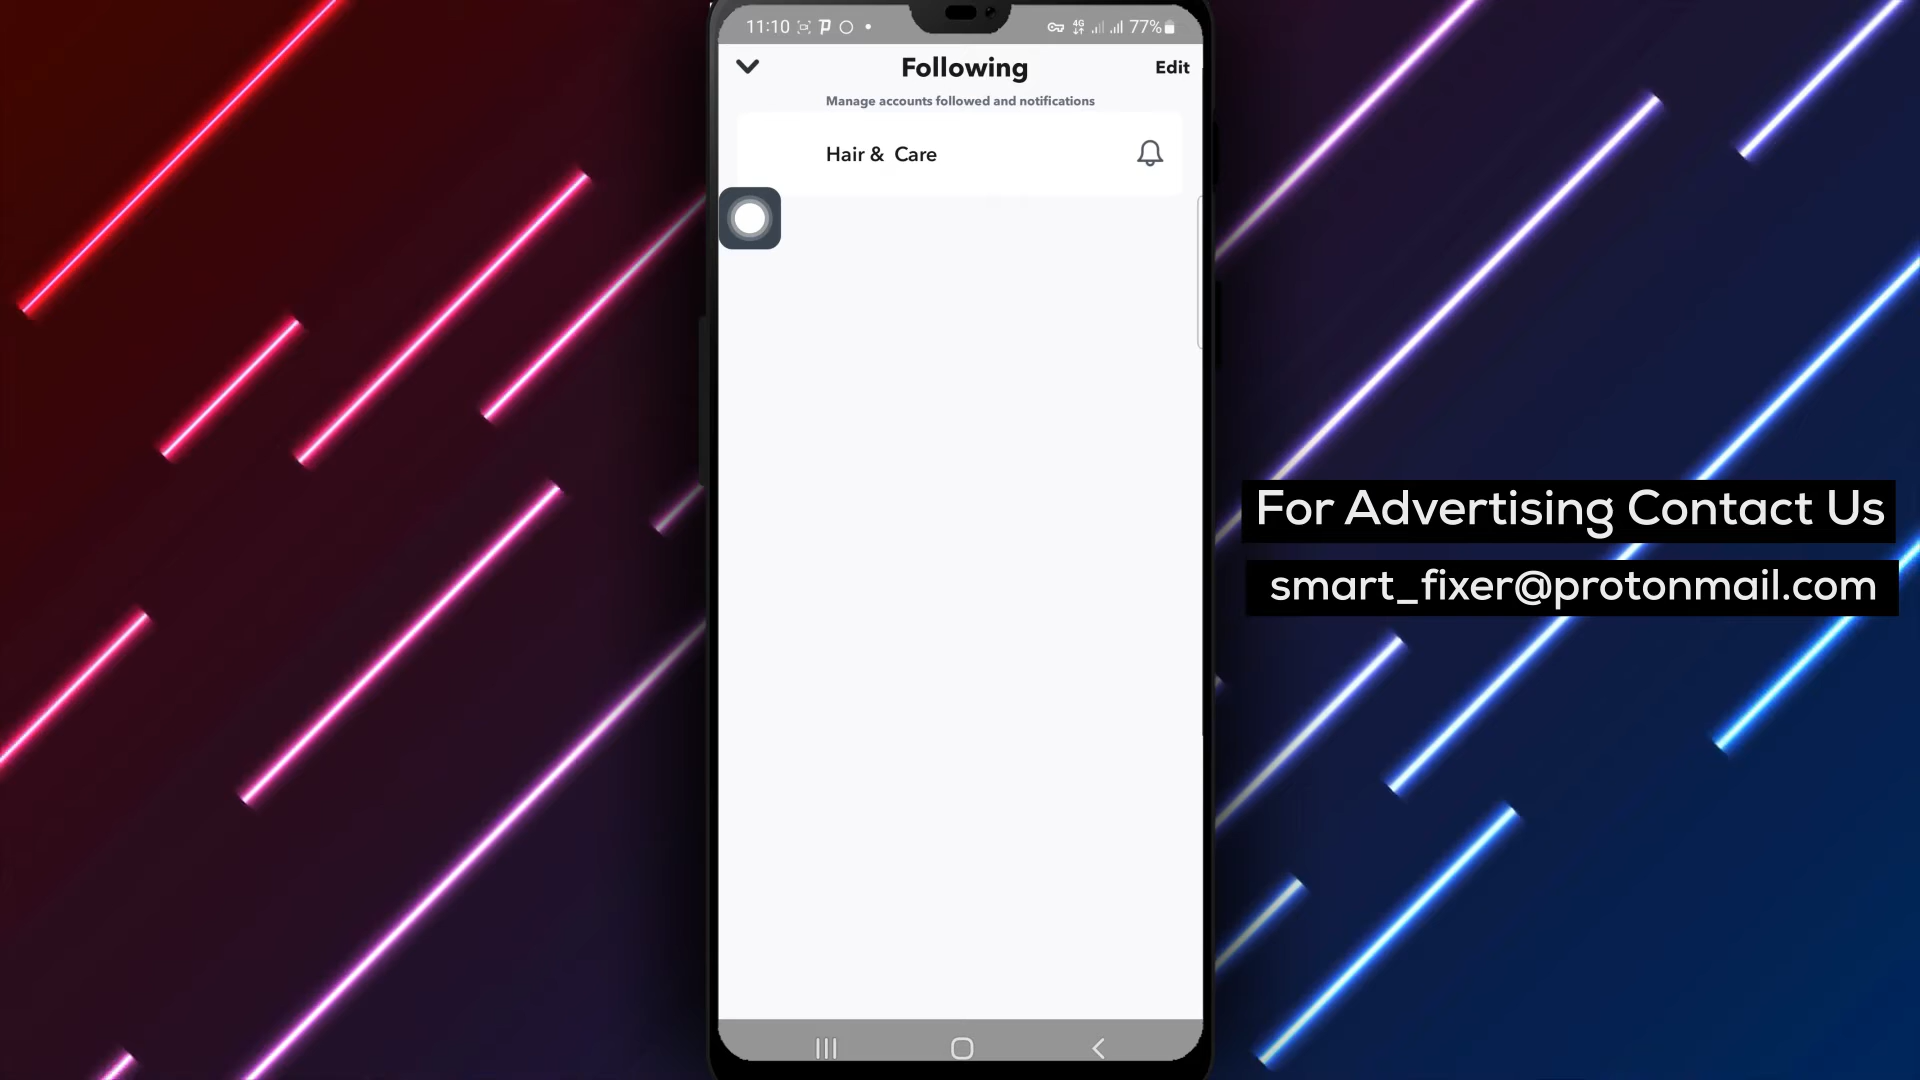 11:10
4G 77%
Following
Edit
Manage accounts followed and notifications
Hair & Care
For Advertising Contact Us
smart_fixer@protonmail.com